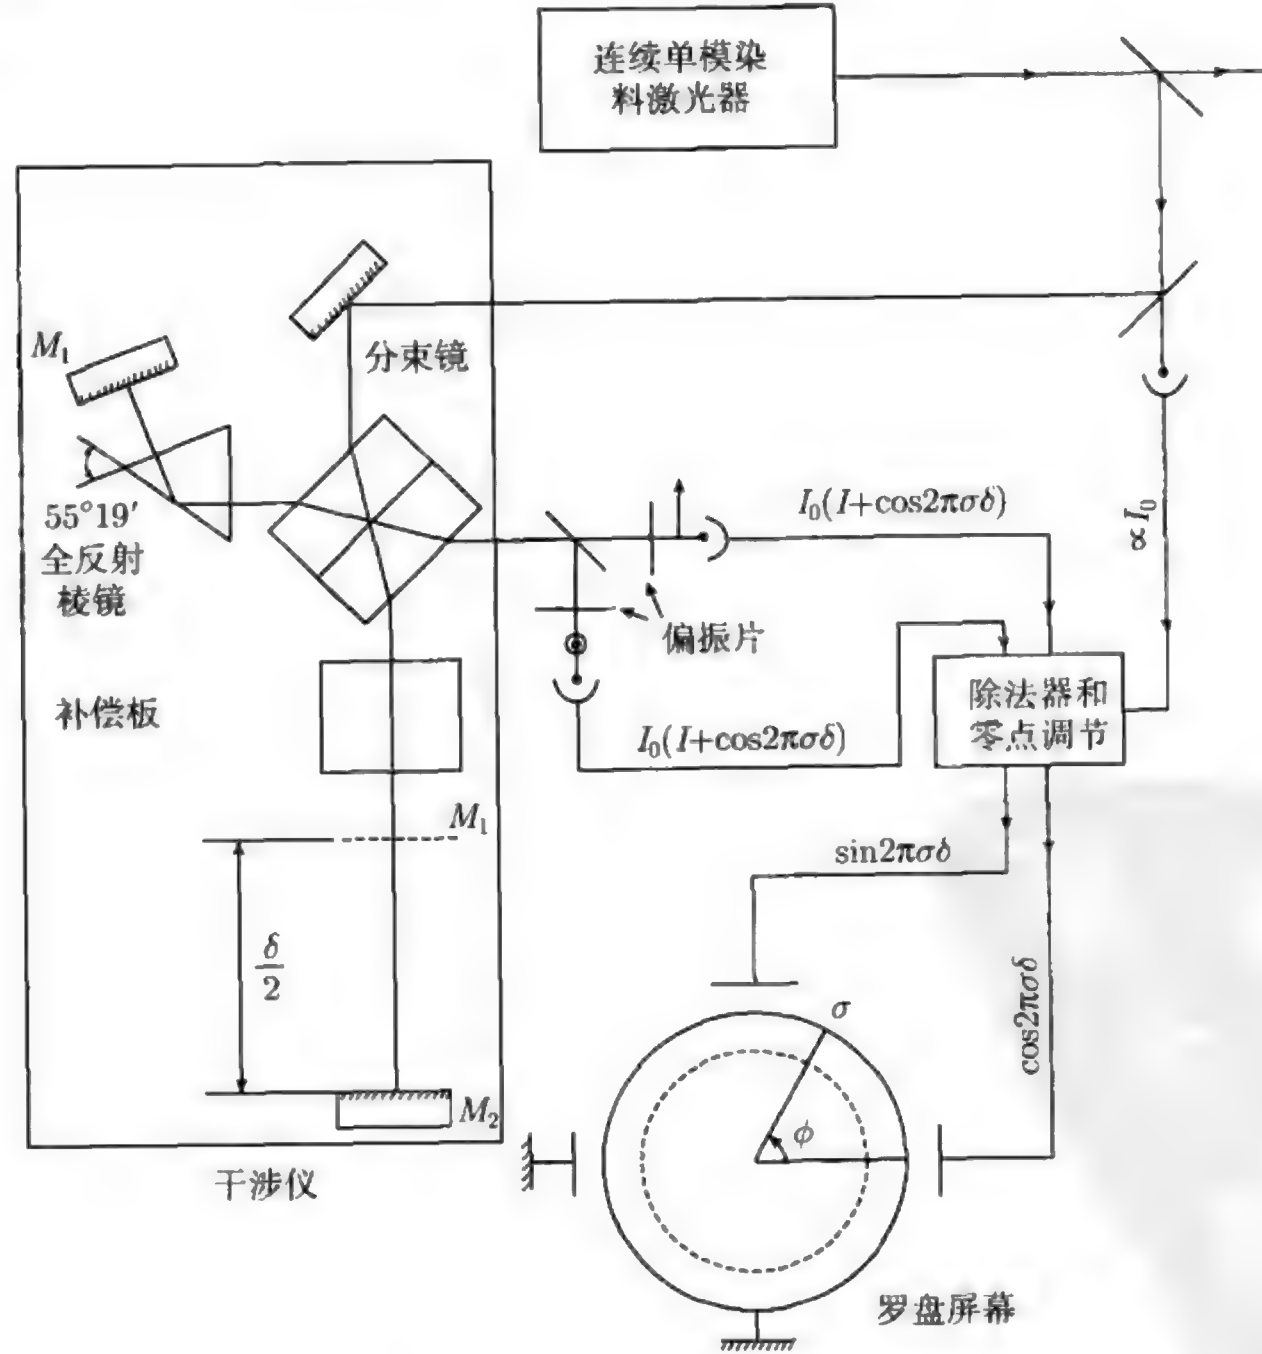 连续单模染
料激光器
M₁
分束镜
55°19′
全反射
棱镜
I₀(I+cos2πσδ)
∝I₀
偏振片
补偿板
I₀(I+cos2πσδ)
除法器和
零点调节
M₁
sin2πσδ
δ
2
cos2πσδ
σ
M₂
ϕ
干涉仪
罗盘屏幕